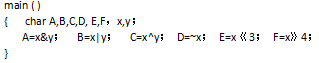 main ( )
{ char A,B,C,D, E,F，x,y；
A=x&y； B=x|y； C=x^y； D=~x； E=x《3； F=x》4；
}